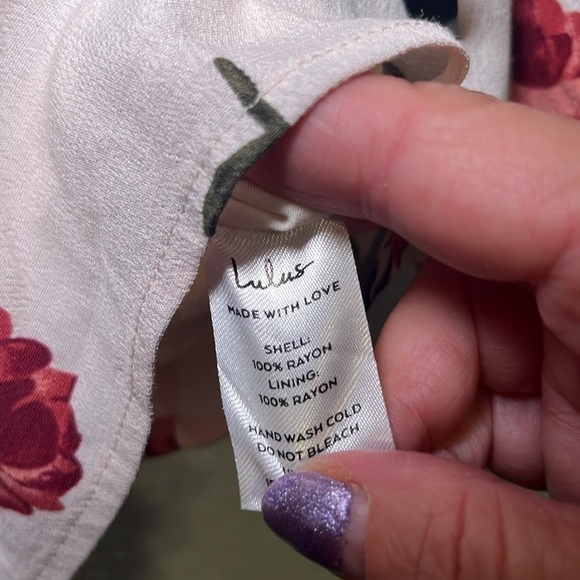 Lulus
MADE WITH LOVE
SHELL:
100% RAYON
LINING:
100% RAYON
HAND WASH COLD
DO NOT BLEACH